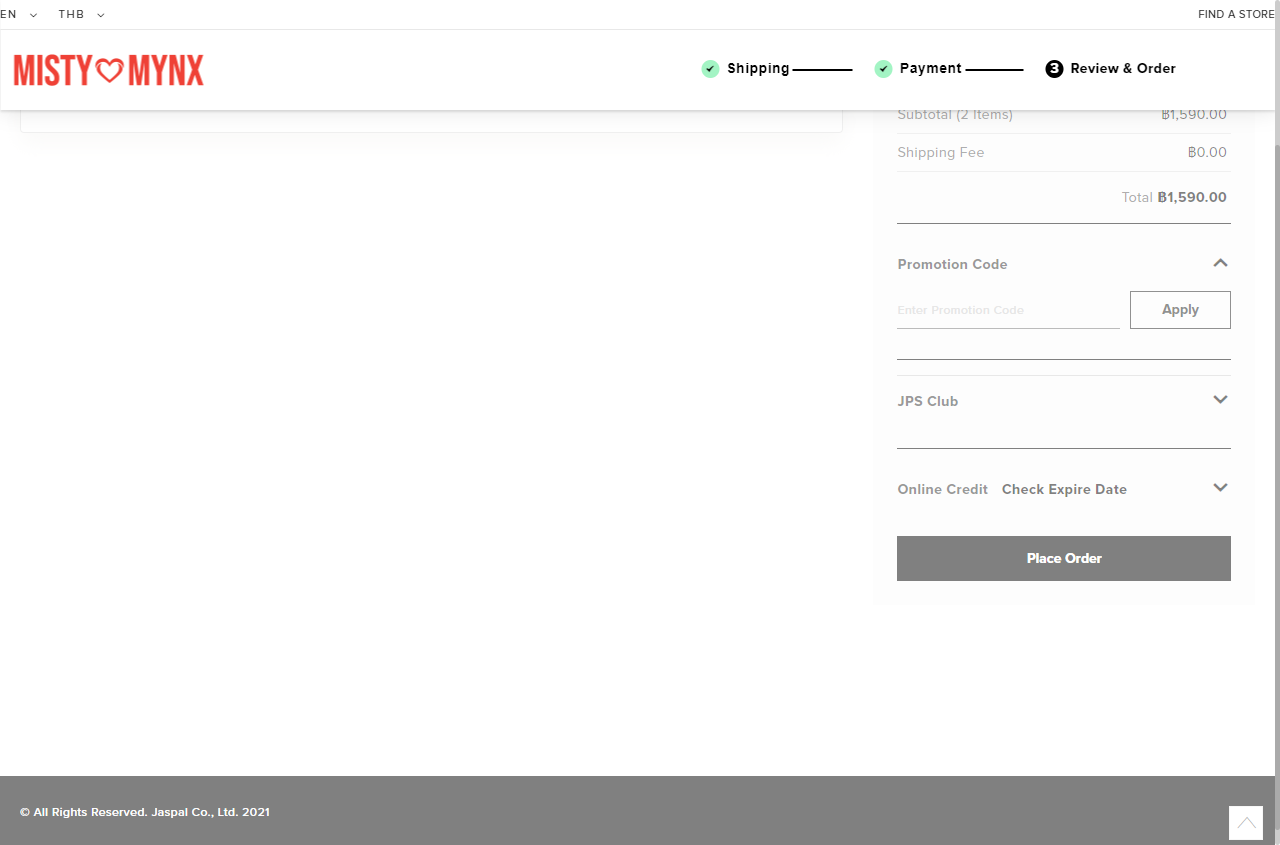 EN THB FIND A STORE
MISTY MYNX Shipping Payment 3 Review & Order
Subtotal (2 Items) ฿1,590.00
Shipping Fee ฿0.00
Total ฿1,590.00
Promotion Code
Enter Promotion Code Apply
JPS Club
Online Credit Check Expire Date
Place Order
© All Rights Reserved. Jaspal Co., Ltd. 2021